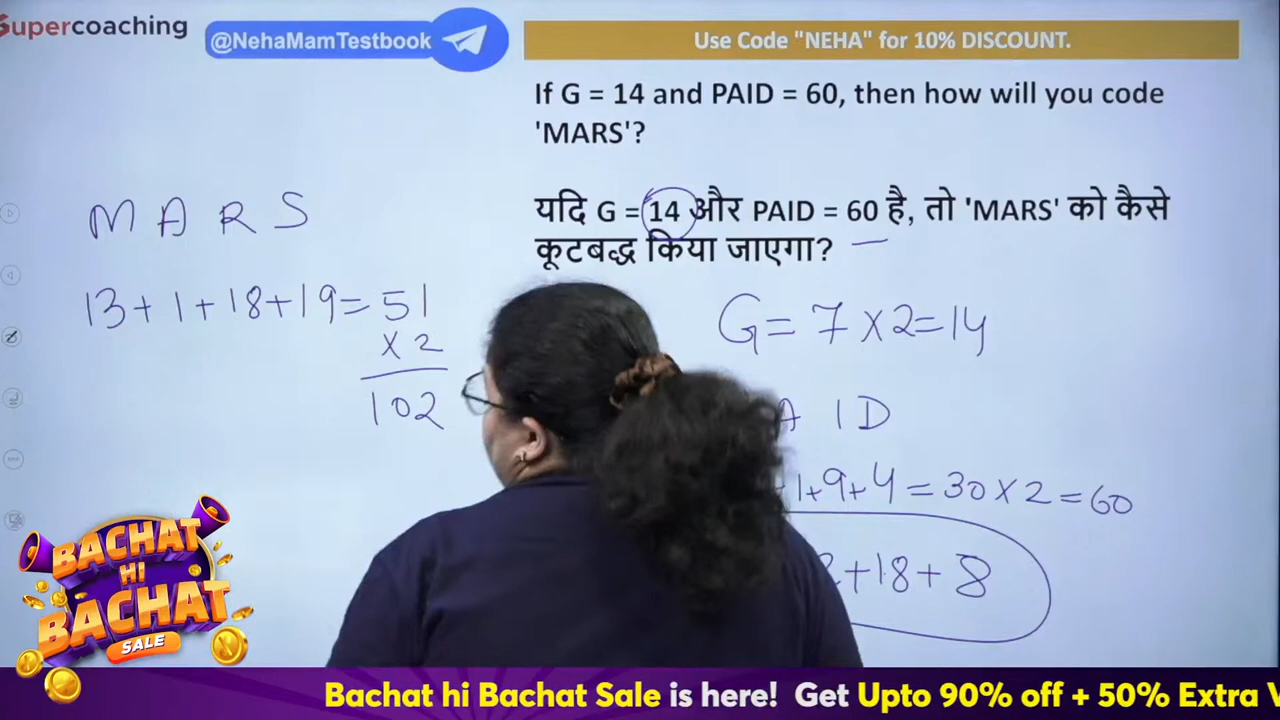 Supercoaching
@NehaMamTestbook
Use Code "NEHA" for 10% DISCOUNT.
If G = 14 and PAID = 60, then how will you code
'MARS'?
यदि G = 14 और PAID = 60 है, तो 'MARS' को कैसे
कूटबद्ध किया जाएगा?
M A R S
13+1+18+19=51
x 2
102
G=7x2=14
A I D
+1+9+4=30x2=60
2+18+8
BACHAT
HI
BACHAT
SALE
Bachat hi Bachat Sale is here! Get Upto 90% off + 50% Extra